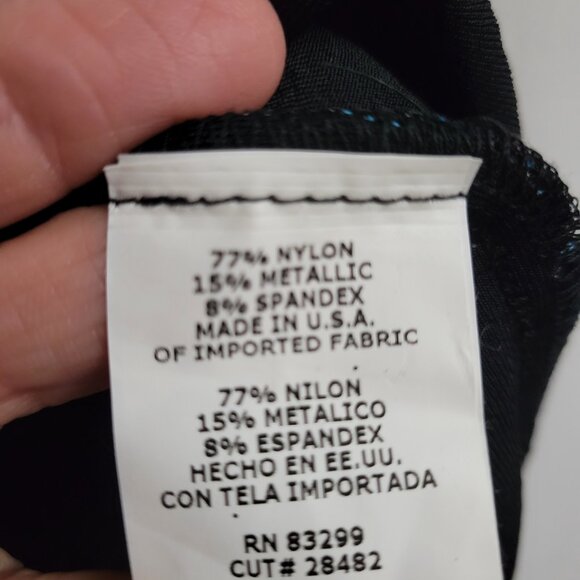 77% NYLON
15% METALLIC
8% SPANDEX
MADE IN U.S.A.
OF IMPORTED FABRIC
77% NILON
15% METALICO
8% ESPANDEX
HECHO EN EE.UU.
CON TELA IMPORTADA
RN 83299
CUT# 28482